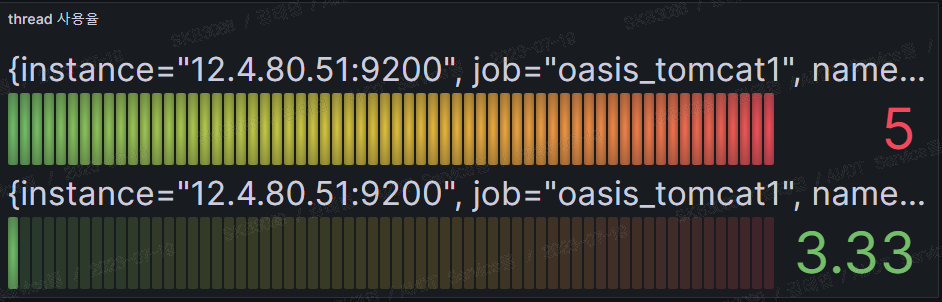 thread 사용율
{instance="12.4.80.51:9200", job="oasis_tomcat1", name...
5
{instance="12.4.80.51:9200", job="oasis_tomcat1", name...
3.33